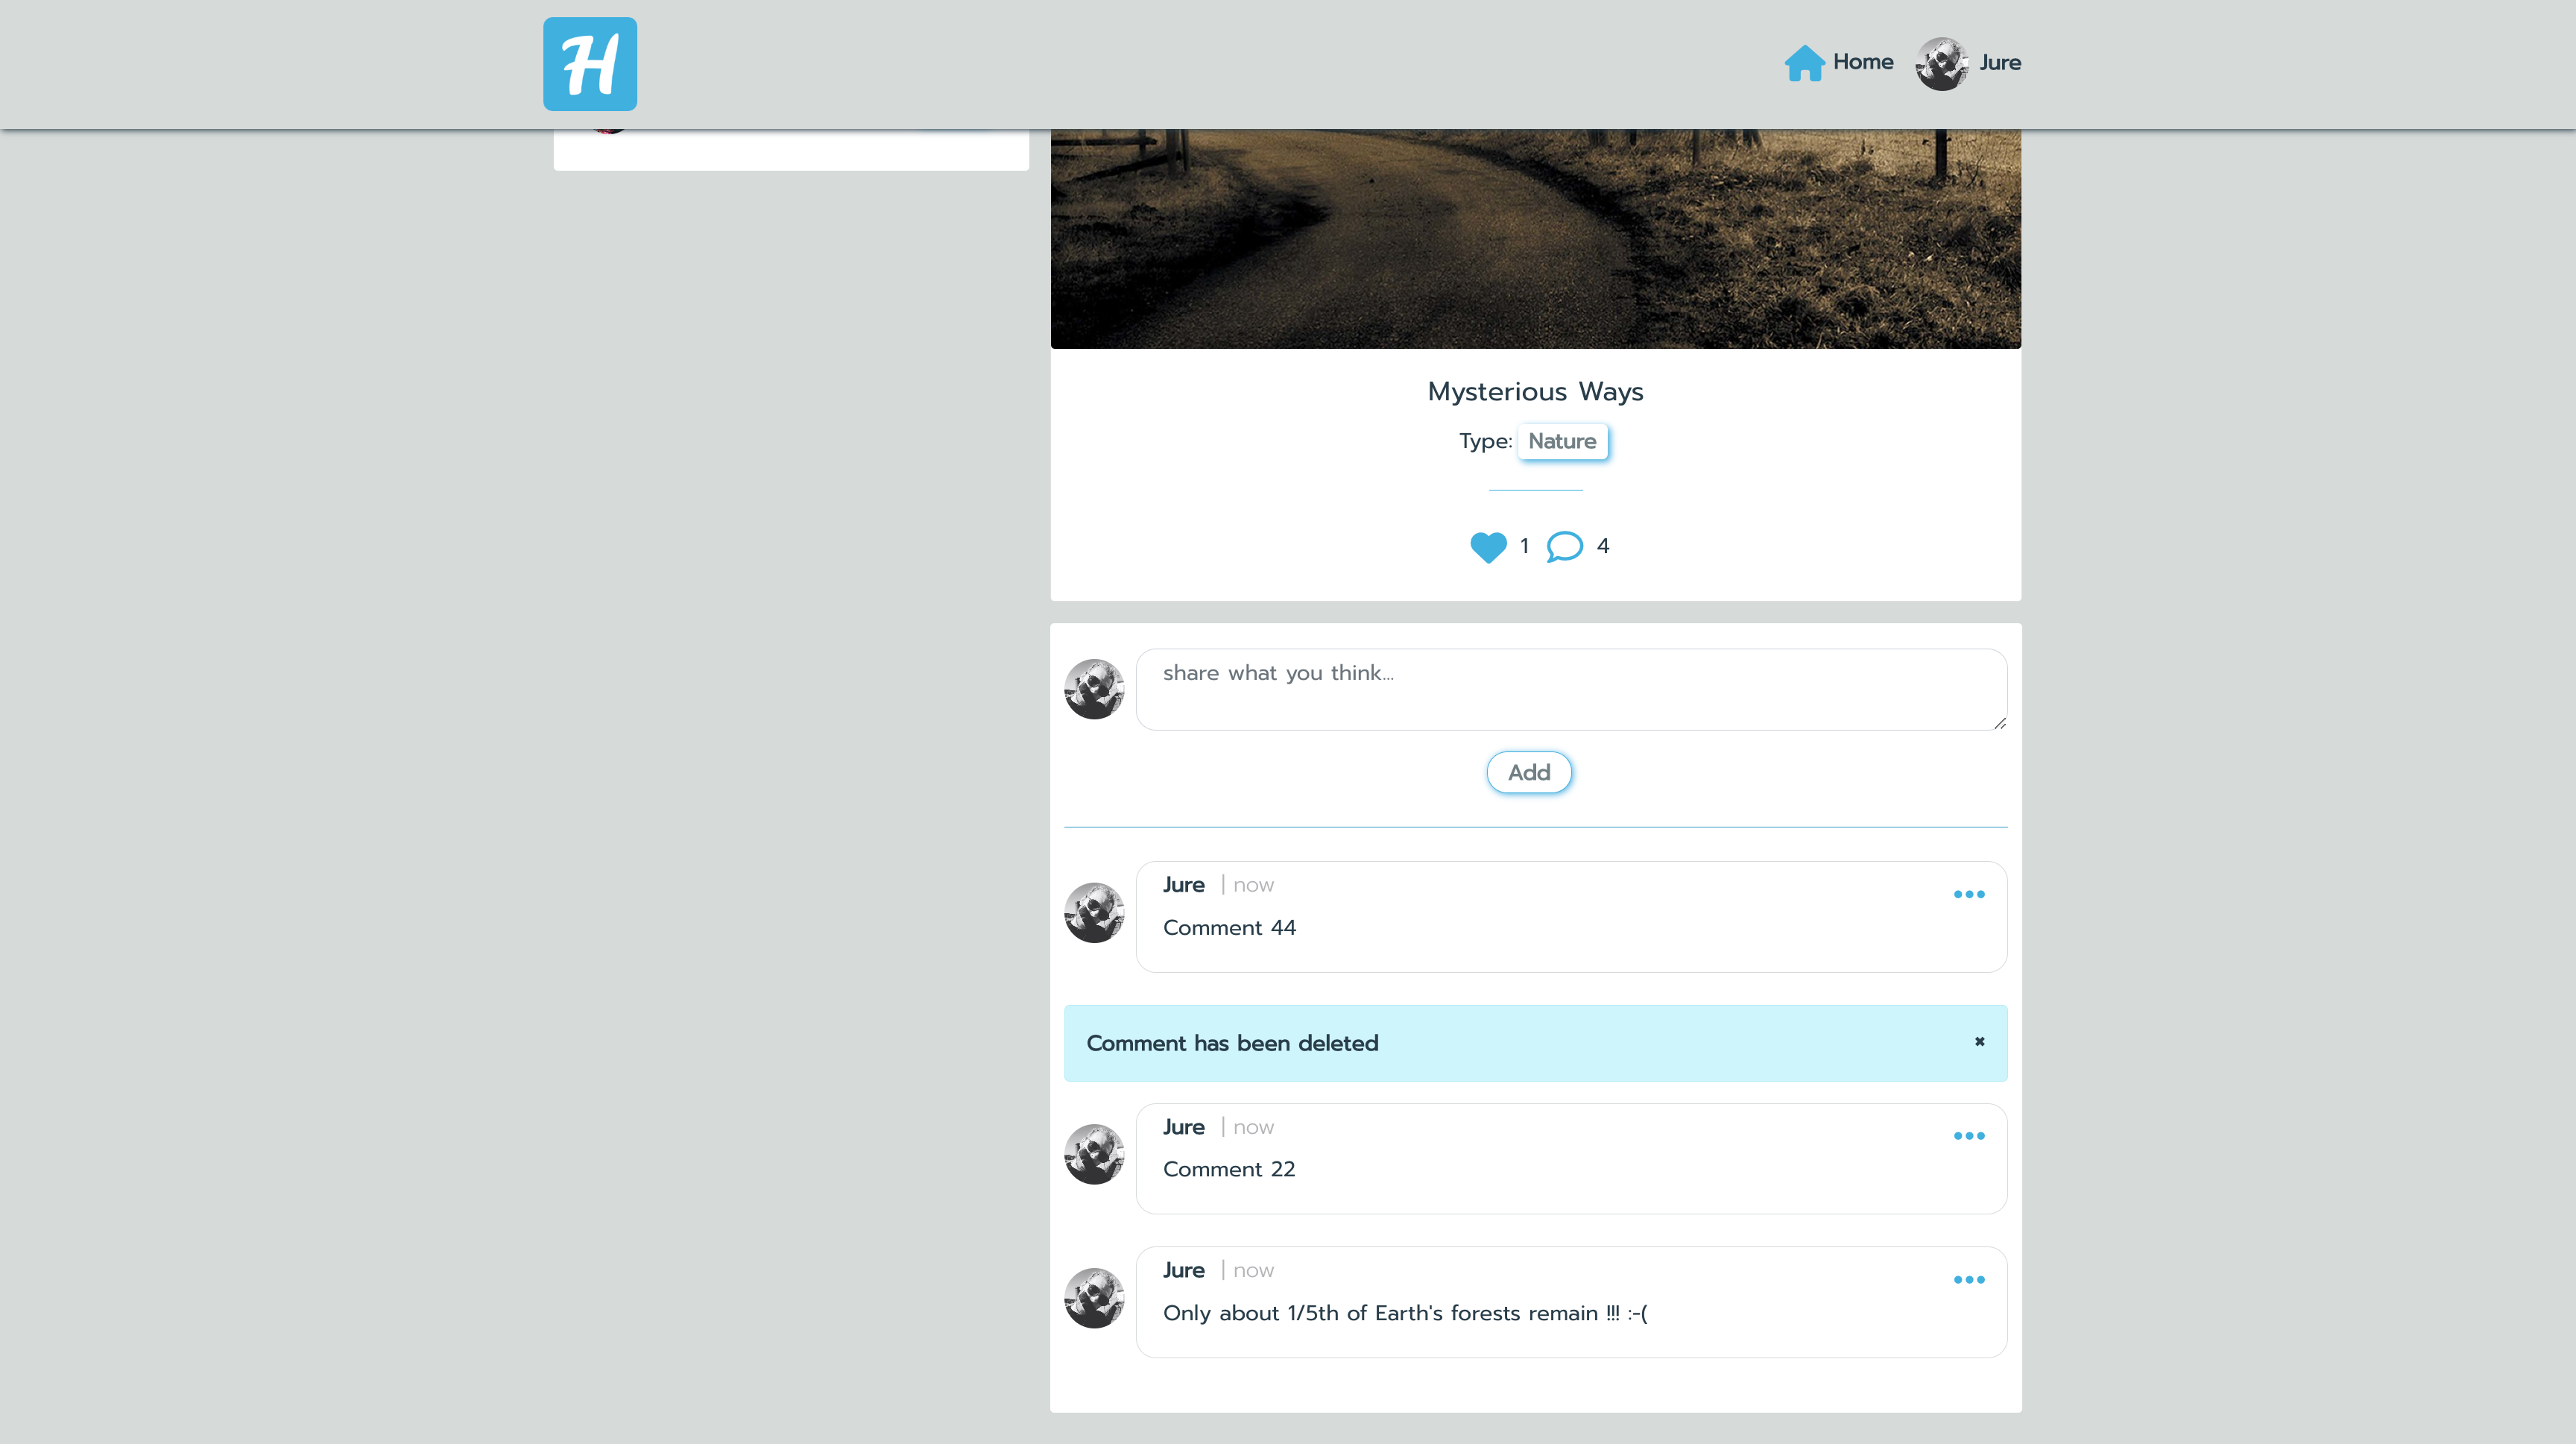 H
Home
Jure
Mysterious Ways
Type: Nature
1
4
share what you think...
Add
Jure | now
Comment 44
Comment has been deleted
Jure | now
Comment 22
Jure | now
Only about 1/5th of Earth's forests remain !!! :-(